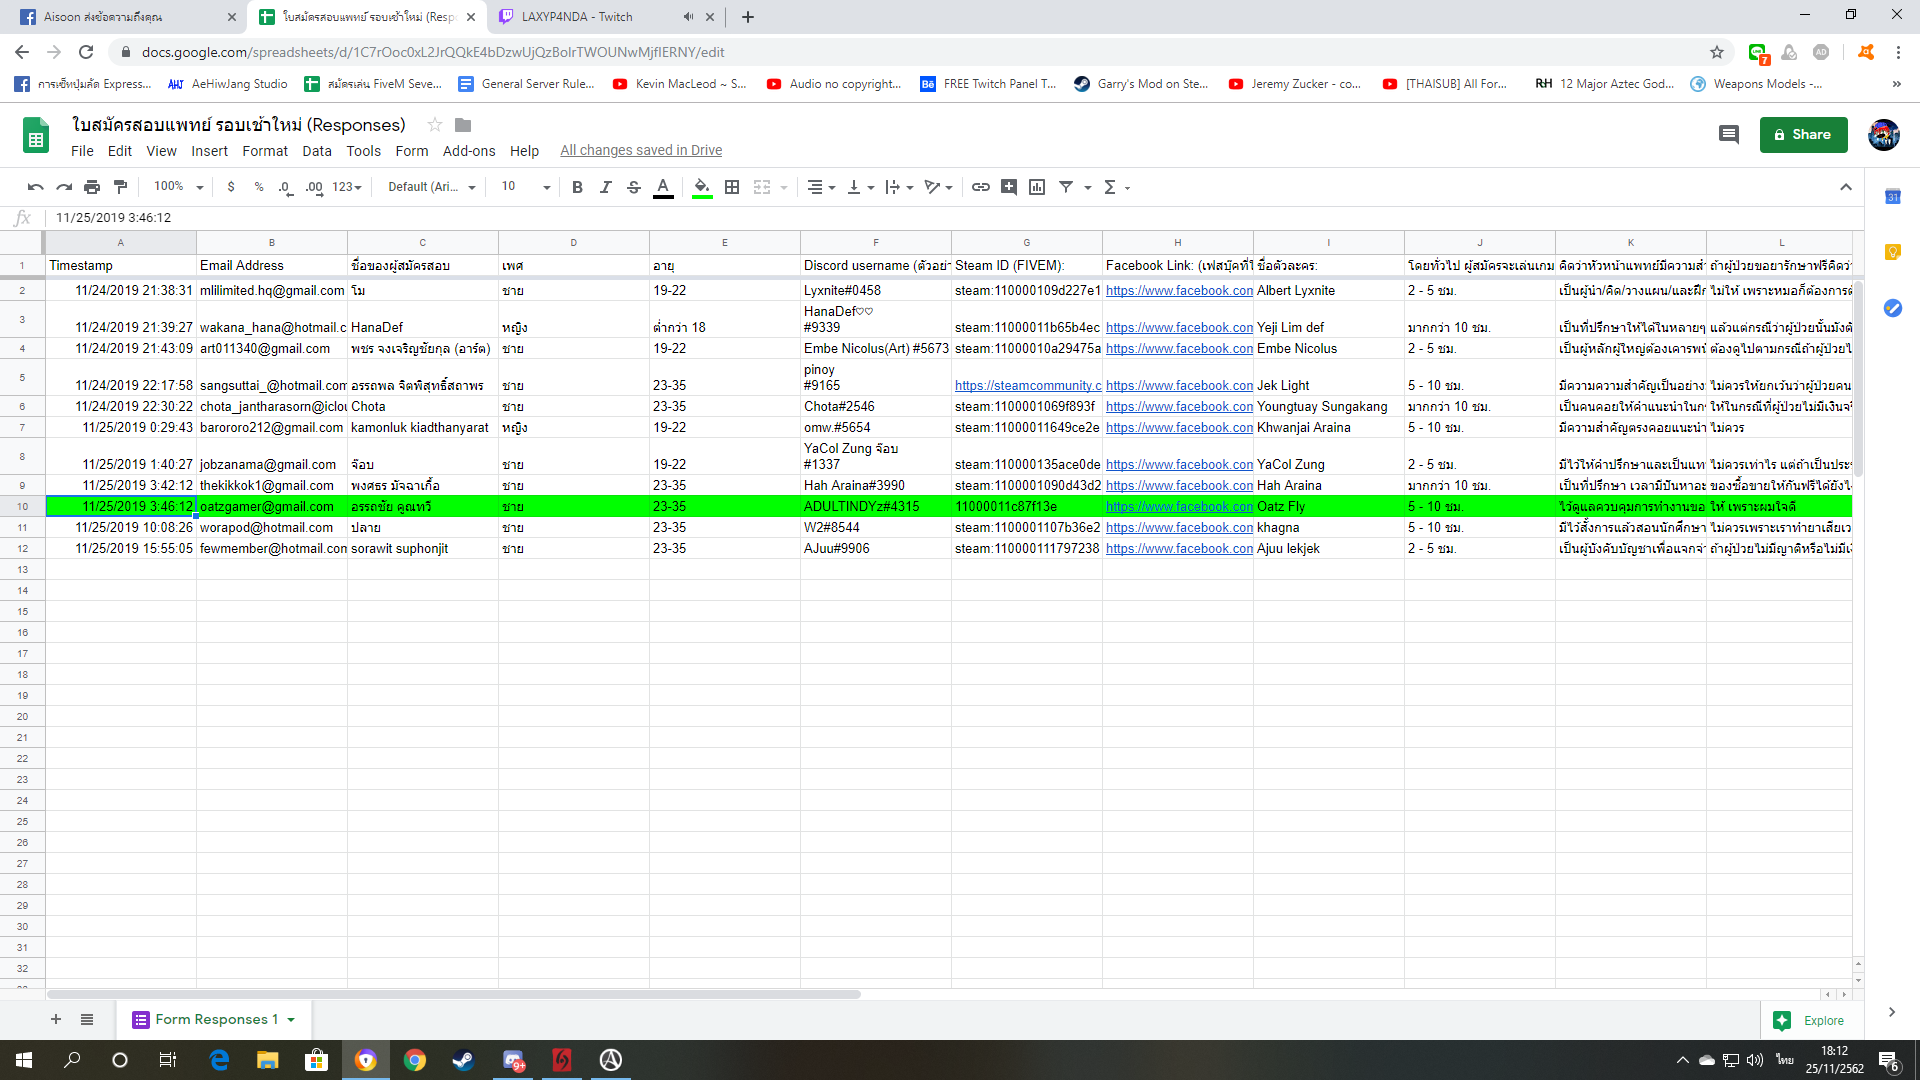 Aisoon ส่งข้อความถึงคุณ
ใบสมัครสอบแพทย์ รอบเช้าใหม่ (Resp
LAXYP4NDA - Twitch
docs.google.com/spreadsheets/d/1C7rOoc0xL2JrQQkE4bDzwUjQzBoIrTWOUNwMjfIERNY/edit
7
การเซ็ทปุ่มลัด Express...
AeHiwJang Studio
สมัครเล่น FiveM Seve...
General Server Rule...
Kevin MacLeod ~ S...
Audio no copyright...
FREE Twitch Panel T...
Garry's Mod on Ste...
Jeremy Zucker - co...
[THAISUB] All For...
RH 12 Major Aztec God...
Weapons Models -...
ใบสมัครสอบแพทย์ รอบเช้าใหม่ (Responses)
Share
File Edit View Insert Format Data Tools Form Add-ons Help All changes saved in Drive
100% $ % .0 .00 123 Default (Ari... 10 B I S A
31
fx 11/25/2019 3:46:12
A B C D E F G H I J K L
1 Timestamp Email Address ชื่อของผู้สมัครสอบ เพศ อายุ Discord username (ตัวอย่า Steam ID (FIVEM): Facebook Link: (เฟสบุ๊คที่ใ ชื่อตัวละคร: โดยทั่วไป ผู้สมัครจะเล่นเกม คิดว่าหัวหน้าแพทย์มีความสํา ถ้าผู้ป่วยขอยารักษาฟรีคิดว่า
2 11/24/2019 21:38:31 mlilimited.hq@gmail.com โม ชาย 19-22 Lyxnite#0458 steam:110000109d227e1 https://www.facebook.con Albert Lyxnite 2 - 5 ชม. เป็นผู้นำ/คิด/วางแผน/และฝึก ไม่ให้ เพราะหมอก็ต้องการต้
3 11/24/2019 21:39:27 wakana_hana@hotmail.c HanaDef หญิง ต่ำกว่า 18 HanaDef♡♡
#9339 steam:11000011b65b4ec https://www.facebook.con Yeji Lim def มากกว่า 10 ชม. เป็นที่ปรึกษาให้ได้ในหลายๆ แล้วแต่กรณีว่าผู้ป่วยนั้นมังตั
4 11/24/2019 21:43:09 art011340@gmail.com พชร จงเจริญชัยกุล (อาร์ต) ชาย 19-22 Embe Nicolus(Art) #5673 steam:11000010a29475a https://www.facebook.con Embe Nicolus 2 - 5 ชม. เป็นผู้หลักผู้ใหญ่ต้องเคารพนั ต้องดูไปตามกรณีถ้าผู้ป่วยไ
5 11/24/2019 22:17:58 sangsuttai_@hotmail.com อรรถพล จิตพิสุทธิ์สถาพร ชาย 23-35 pinoy
#9165 https://steamcommunity.c https://www.facebook.con Jek Light 5 - 10 ชม. มีความความสำคัญเป็นอย่าง ไม่ควรให้ยกเว้นว่าผู้ป่วยคน
6 11/24/2019 22:30:22 chota_jantharasorn@iclou Chota ชาย 23-35 Chota#2546 steam:1100001069f893f https://www.facebook.con Youngtuay Sungakang มากกว่า 10 ชม. เป็นคนคอยให้คำแนะนำในก ให้ในกรณีที่ผู้ป่วยไม่มีเงินจริ
7 11/25/2019 0:29:43 barororo212@gmail.com kamonluk kiadthanyarat หญิง 19-22 omw.#5654 steam:11000011649ce2e https://www.facebook.con Khwanjai Araina 5 - 10 ชม. มีความสำคัญตรงคอยแนะนำ ไม่ควร
8 11/25/2019 1:40:27 jobzanama@gmail.com จ๊อบ ชาย 19-22 YaCol Zung จ๊อบ
#1337 steam:110000135ace0de https://www.facebook.con YaCol Zung 2 - 5 ชม. มีไว้ให้คำปรึกษาและเป็นแก ไม่ควรเท่าไร แต่ถ้าเป็นประช
9 11/25/2019 3:42:12 thekikkok1@gmail.com พงศธร มัจฉาเกื้อ ชาย 23-35 Hah Araina#3990 steam:1100001090d43d2 https://www.facebook.con Hah Araina มากกว่า 10 ชม. เป็นที่ปรึกษา เวลามีปัญหาอะ ของซื้อขายให้กันฟรีได้ยังไง
10 11/25/2019 3:46:12 oatzgamer@gmail.com อรรถชัย คูณทวี ชาย 23-35 ADULTINDYz#4315 11000011c87f13e https://www.facebook.con Oatz Fly 5 - 10 ชม. ไว้ดูแลควบคุมการทำงานขอ ให้ เพราะผมใจดี
11 11/25/2019 10:08:26 worapod@hotmail.com ปลาย ชาย 23-35 W2#8544 steam:1100001107b36e2 https://www.facebook.con khagna 5 - 10 ชม. มีไว้สั่งการแล้วสอนนักศึกษา ไม่ควรเพราะเราทำยาเสียเว
12 11/25/2019 15:55:05 fewmember@hotmail.com sorawit suphonjit ชาย 23-35 AJuu#9906 steam:110000111797238 https://www.facebook.con Ajuu lekjek 2 - 5 ชม. เป็นผู้บังคับบัญชาเพื่อแจกจ่า ถ้าผู้ป่วยไม่มีญาติหรือไม่มีเงิ
13
14
15
16
17
18
19
20
21
22
23
24
25
26
27
28
29
30
31
32
Form Responses 1
Explore
9+
ไทย
18:12
25/11/2562
6